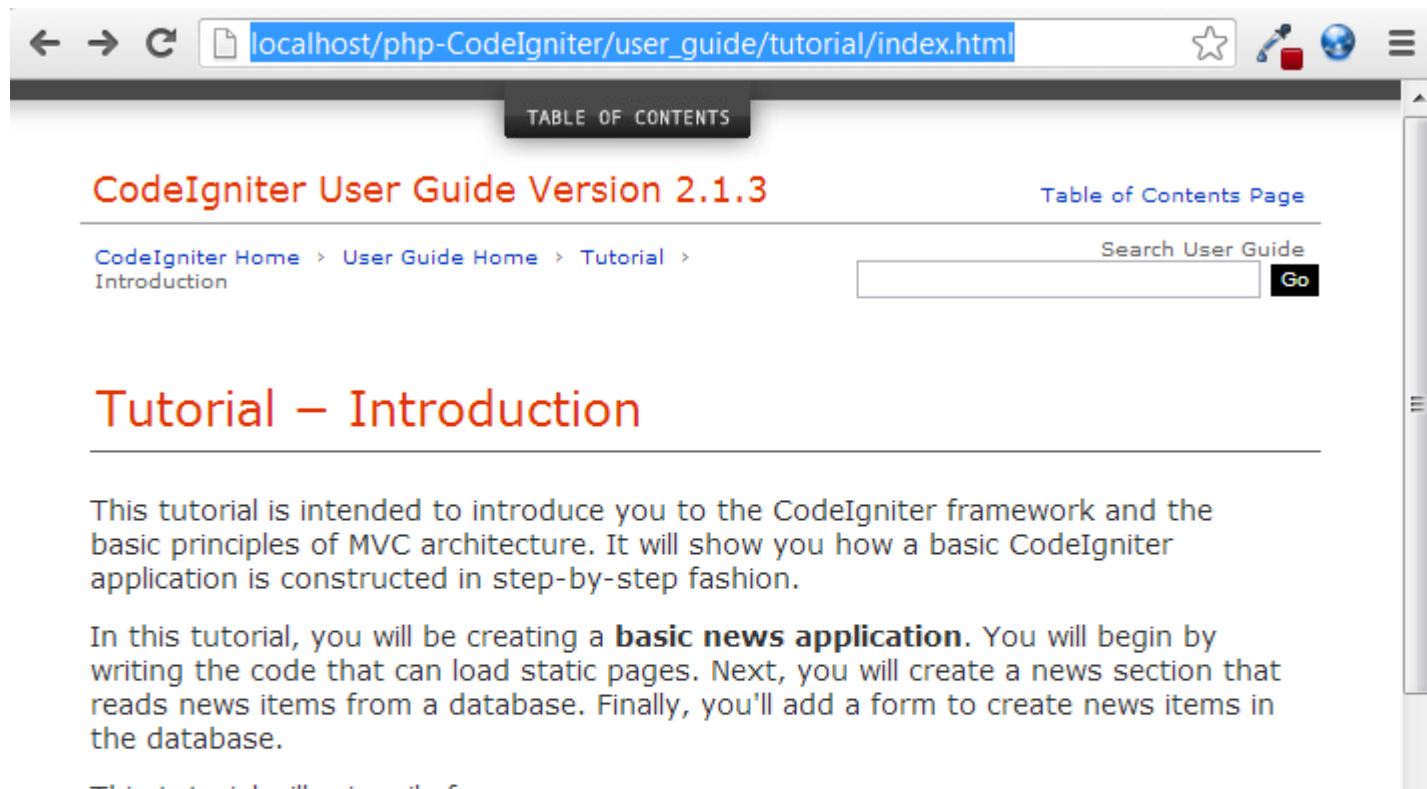 localhost/php-CodeIgniter/user_guide/tutorial/index.html
TABLE OF CONTENTS
CodeIgniter User Guide Version 2.1.3
Table of Contents Page
CodeIgniter Home › User Guide Home › Tutorial ›
Introduction
Search User Guide
Go
Tutorial − Introduction
This tutorial is intended to introduce you to the CodeIgniter framework and the
basic principles of MVC architecture. It will show you how a basic CodeIgniter
application is constructed in step-by-step fashion.
In this tutorial, you will be creating a basic news application. You will begin by
writing the code that can load static pages. Next, you will create a news section that
reads news items from a database. Finally, you'll add a form to create news items in
the database.